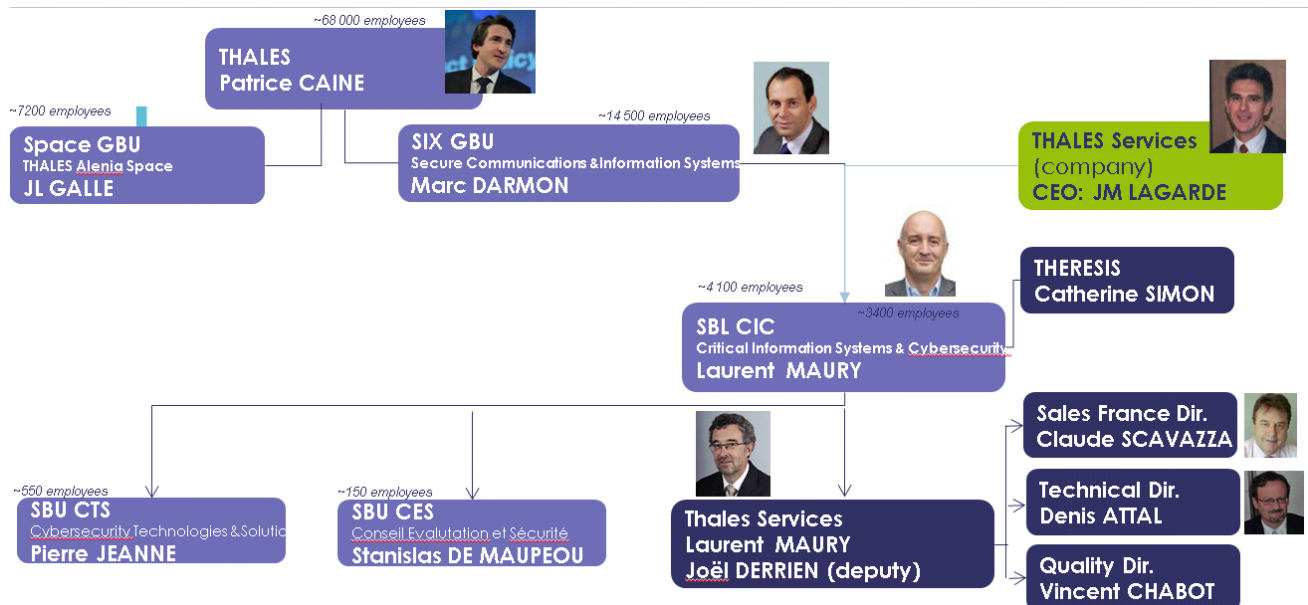 ~68 000 employees
THALES
Patrice CAINE
~7200 employees
Space GBU
THALES Alenia Space
JL GALLE
~14 500 employees
SIX GBU
Secure Communications &Information Systems
Marc DARMON
THALES Services
(company)
CEO: JM LAGARDE
THERESIS
Catherine SIMON
~4 100 employees
~3400 employees
SBL CIC
Critical Information Systems & Cybersecurity
Laurent MAURY
~550 employees
SBU CTS
Cybersecurity Technologies &Solutio
Pierre JEANNE
~150 employees
SBU CES
Conseil Evalutation et Sécurité
Stanislas DE MAUPEOU
Thales Services
Laurent MAURY
Joël DERRIEN (deputy)
Sales France Dir.
Claude SCAVAZZA
Technical Dir.
Denis ATTAL
Quality Dir.
Vincent CHABOT